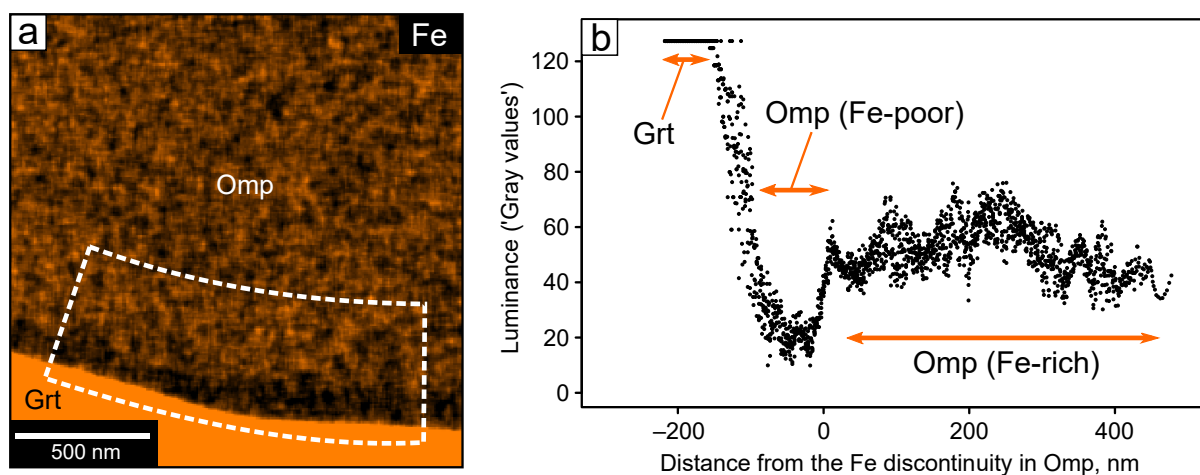 a
Fe
Omp
Grt
500 nm
b
120
100
80
60
40
20
0
Luminance ('Gray values')
Grt
Omp (Fe-poor)
Omp (Fe-rich)
–200
0
200
400
Distance from the Fe discontinuity in Omp, nm